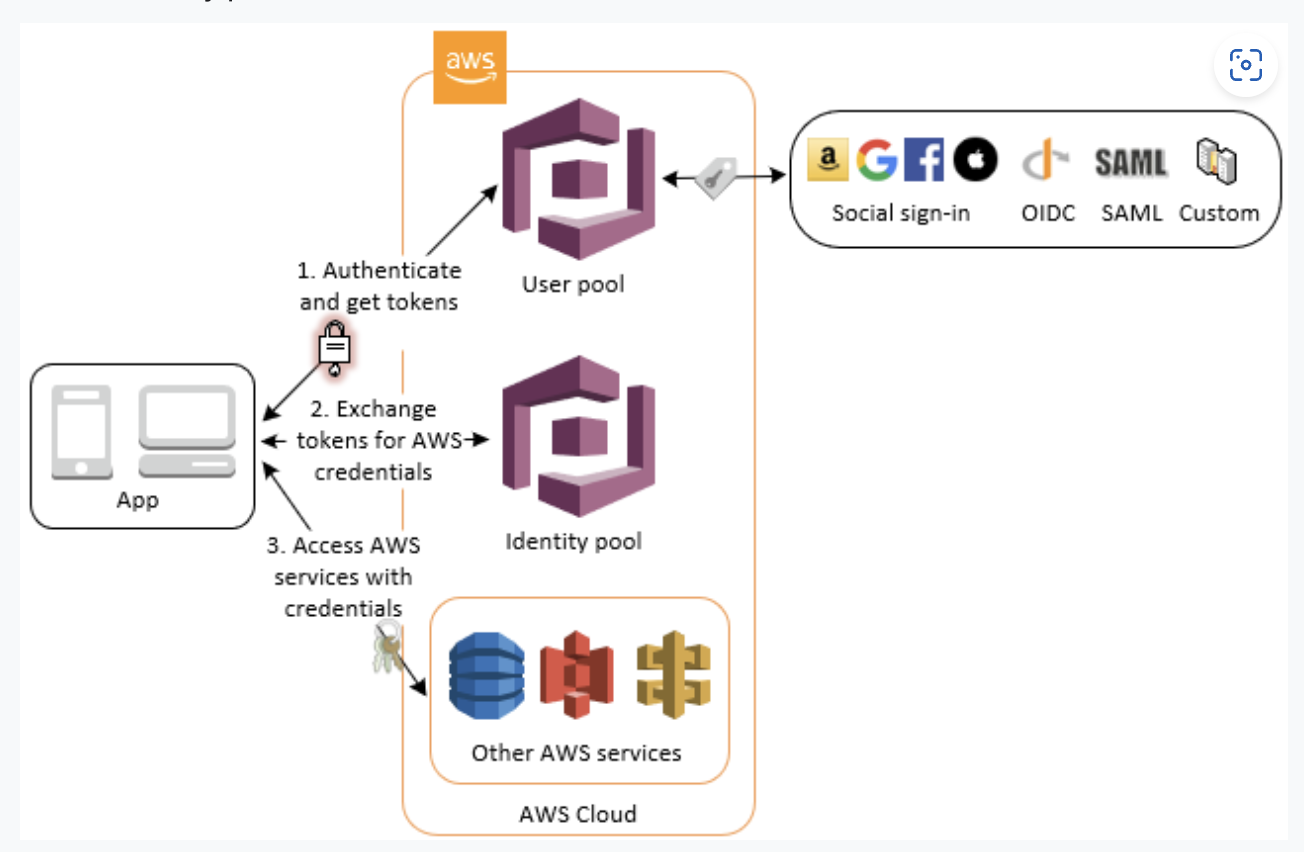 aws
a
SAML
Social sign-in
OIDC
SAML
Custom
1. Authenticate
and get tokens
User pool
2. Exchange
tokens for AWS
credentials
App
Identity pool
3. Access AWS
services with
credentials
Other AWS services
AWS Cloud